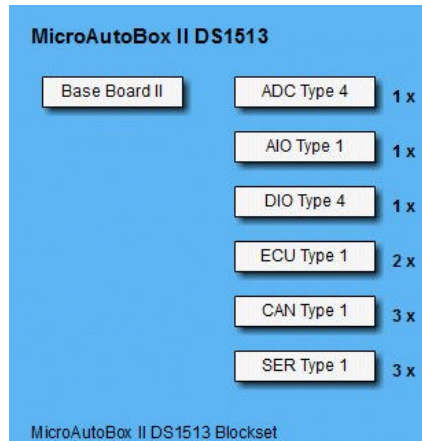 MicroAutoBox II DS1513
Base Board II
ADC Type 4 1 x
AIO Type 1 1 x
DIO Type 4 1 x
ECU Type 1 2 x
CAN Type 1 3 x
SER Type 1 3 x
MicroAutoBox II DS1513 Blockset